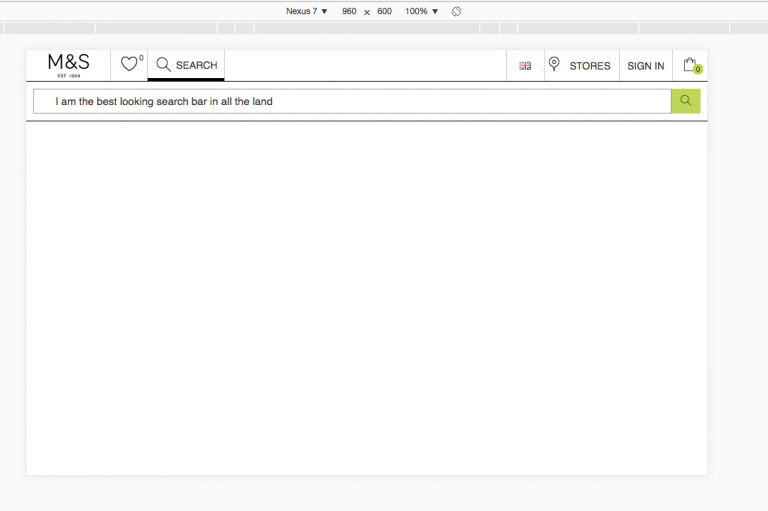 Nexus 7 ▼ 960 × 600 100% ▼
M&S
EST 1884
0
SEARCH
STORES
SIGN IN
0
I am the best looking search bar in all the land